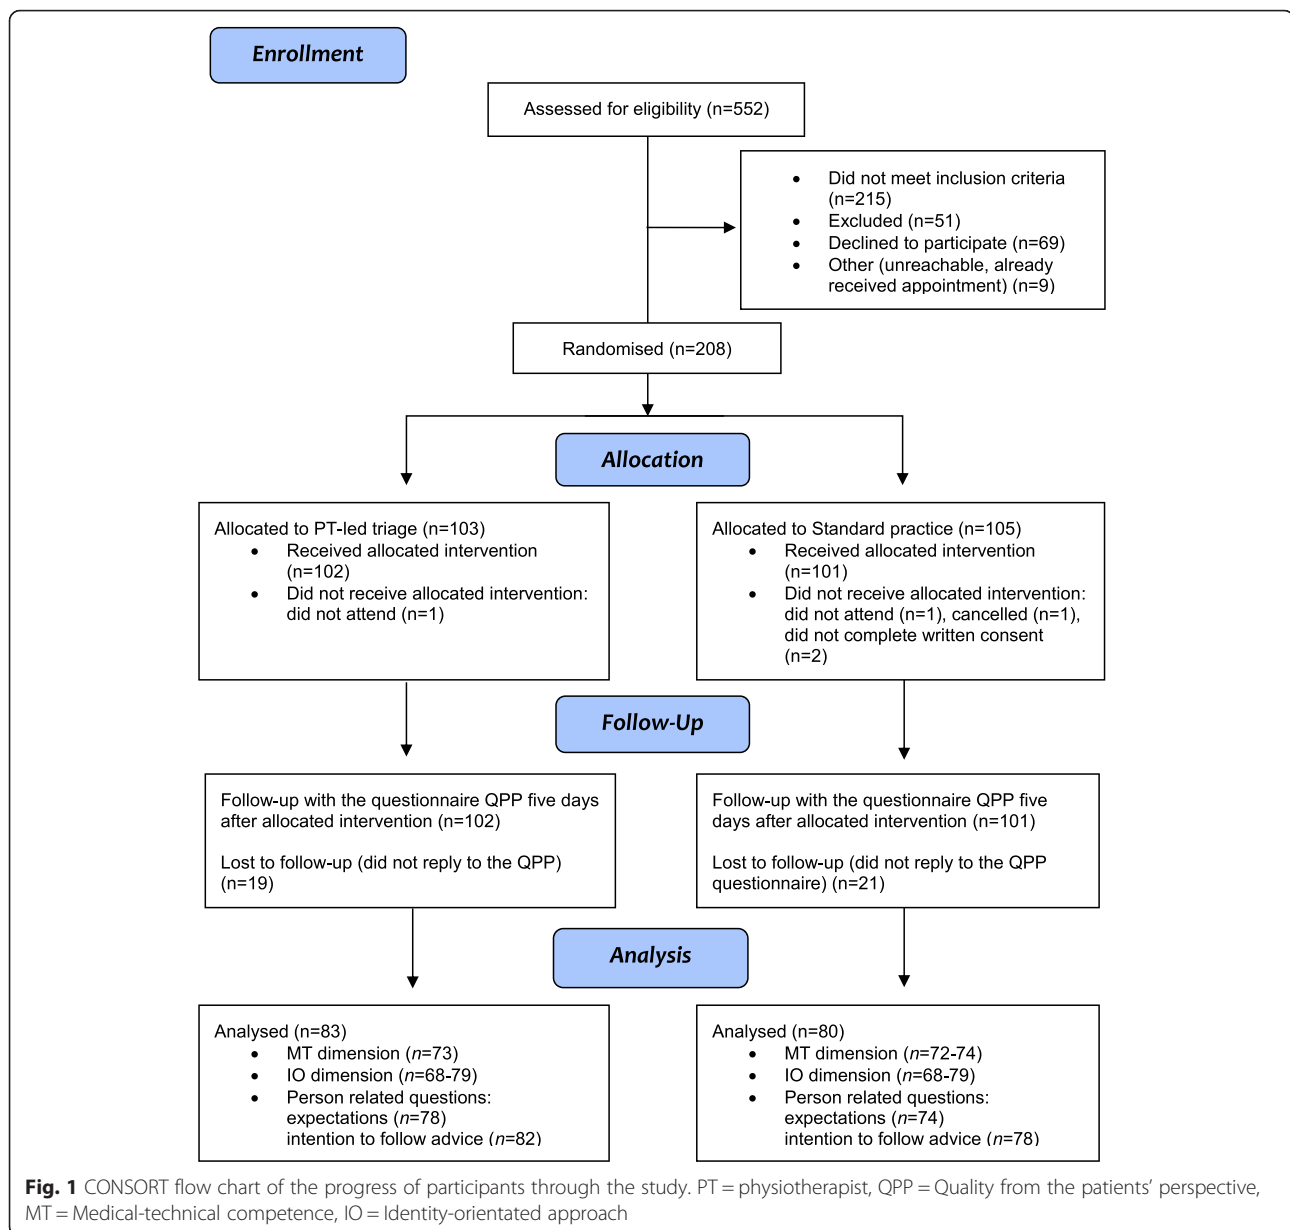 Enrollment
Assessed for eligibility (n=552)
• Did not meet inclusion criteria
(n=215)
• Excluded (n=51)
• Declined to participate (n=69)
• Other (unreachable, already
received appointment) (n=9)
Randomised (n=208)
Allocation
Allocated to PT-led triage (n=103)
• Received allocated intervention
(n=102)
• Did not receive allocated intervention:
did not attend (n=1)
Allocated to Standard practice (n=105)
• Received allocated intervention
(n=101)
• Did not receive allocated intervention:
did not attend (n=1), cancelled (n=1),
did not complete written consent
(n=2)
Follow-Up
Follow-up with the questionnaire QPP five days
after allocated intervention (n=102)
Lost to follow-up (did not reply to the QPP)
(n=19)
Follow-up with the questionnaire QPP five
days after allocated intervention (n=101)
Lost to follow-up (did not reply to the QPP
questionnaire) (n=21)
Analysis
Analysed (n=83)
• MT dimension (n=73)
• IO dimension (n=68-79)
• Person related questions:
expectations (n=78)
intention to follow advice (n=82)
Analysed (n=80)
• MT dimension (n=72-74)
• IO dimension (n=68-79)
• Person related questions:
expectations (n=74)
intention to follow advice (n=78)
Fig. 1 CONSORT flow chart of the progress of participants through the study. PT = physiotherapist, QPP = Quality from the patients’ perspective,
MT = Medical-technical competence, IO = Identity-orientated approach